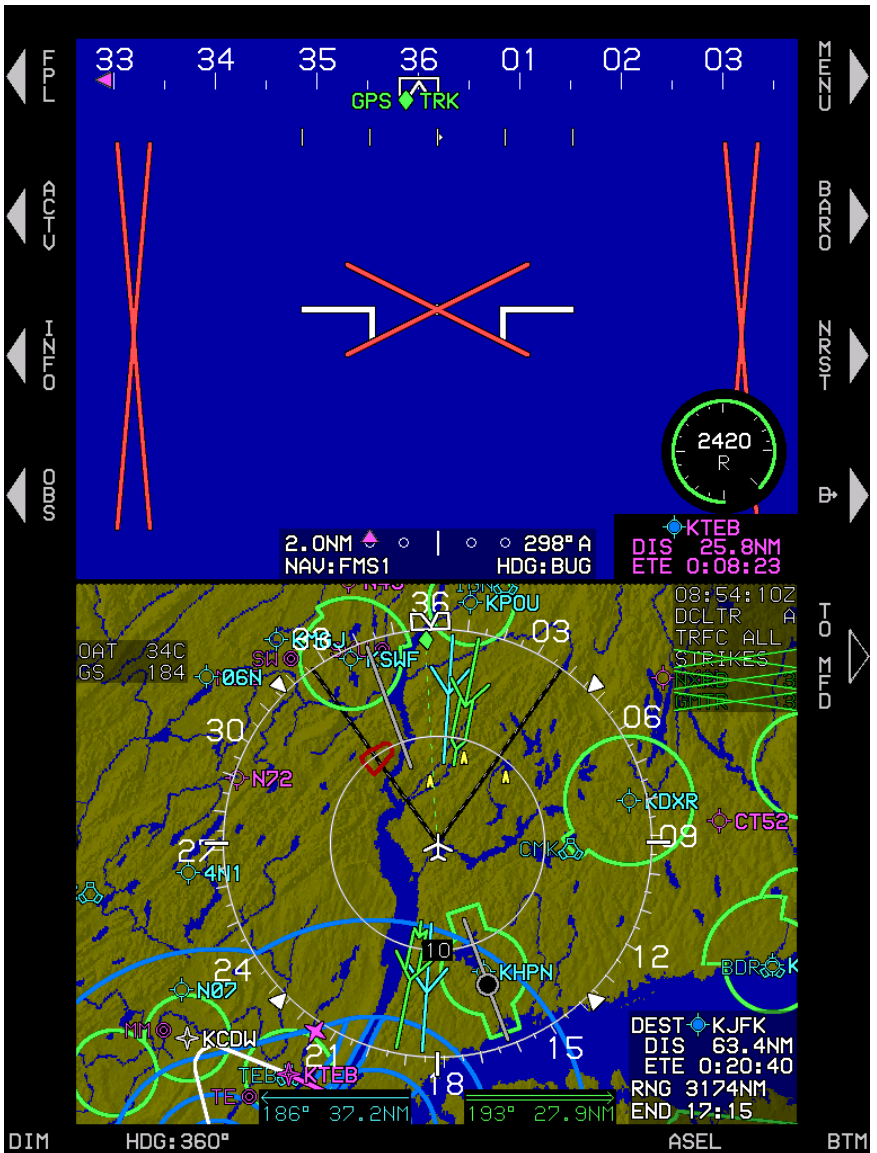 33 34 35 36 01 02 03
FPL
MENU
GPS TRK
ACTV
BARO
INFO
NRST
2420
R
OBS
2.0NM 298°A
NAV:FMS1 HDG:BUG
KTEB
DIS 25.8NM
ETE 0:08:23
36
KPOU
08:54:10Z
DCLTR A
TRFC ALL
STRIKES
TO MFD
33
03
OAT 34C
GS 184
SW
SWF
06N
30
06
N72
KDXR
CT52
27
09
CMK
4N1
10
KHPN
12
BDR
24
N07
MM
KCDW
21
15
TEB
KTEB
TE
18
DEST KJFK
DIS 63.4NM
ETE 0:20:40
RNG 3174NM
END 17:15
186° 37.2NM
193° 27.9NM
DIM HDG:360° ASEL BTM